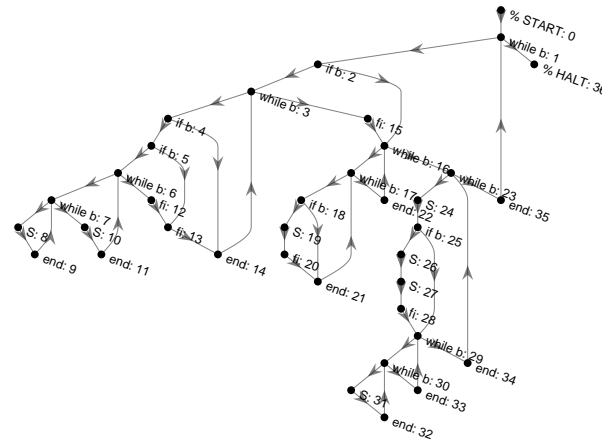 % START: 0
while b: 1
% HALT: 36
if b: 2
while b: 3
if b: 4
fi: 15
if b: 5
while b: 16
while b: 6
while b: 17
while b: 23
while b: 7
fi: 12
if b: 18
end: 22
S: 24
end: 35
S: 8
S: 10
fi: 13
S: 19
if b: 25
end: 9
end: 11
end: 14
fi: 20
S: 26
end: 21
S: 27
fi: 28
while b: 29
while b: 30
end: 34
S: 31
end: 33
end: 32